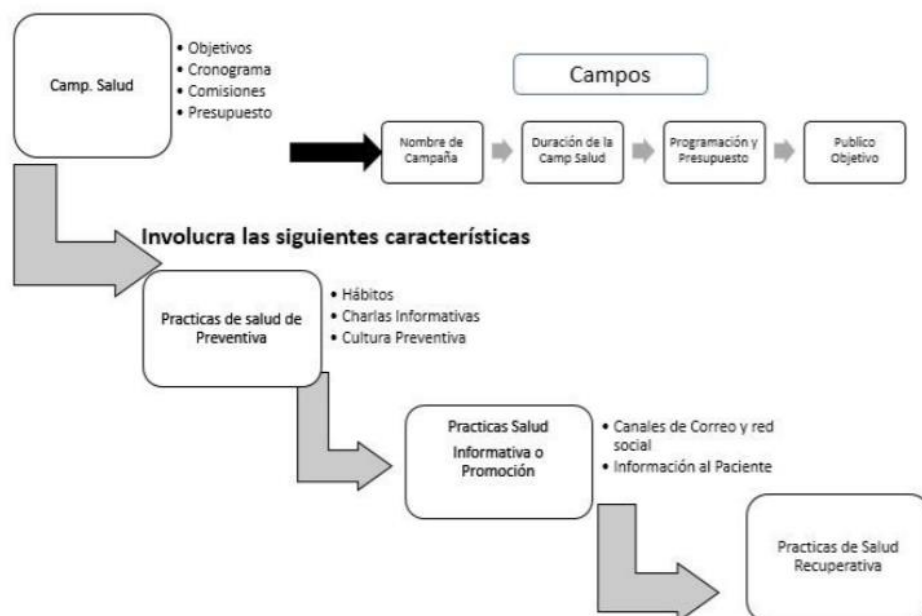 Camp. Salud
• Objetivos
• Cronograma
• Comisiones
• Presupuesto
Campos
Nombre de
Campaña
Duración de la
Camp Salud
Programación y
Presupuesto
Publico
Objetivo
Involucra las siguientes características
Practicas de salud de
Preventiva
• Hábitos
• Charlas Informativas
• Cultura Preventiva
Practicas Salud
Informativa o
Promoción
• Canales de Correo y red
social
• Información al Paciente
Practicas de Salud
Recuperativa